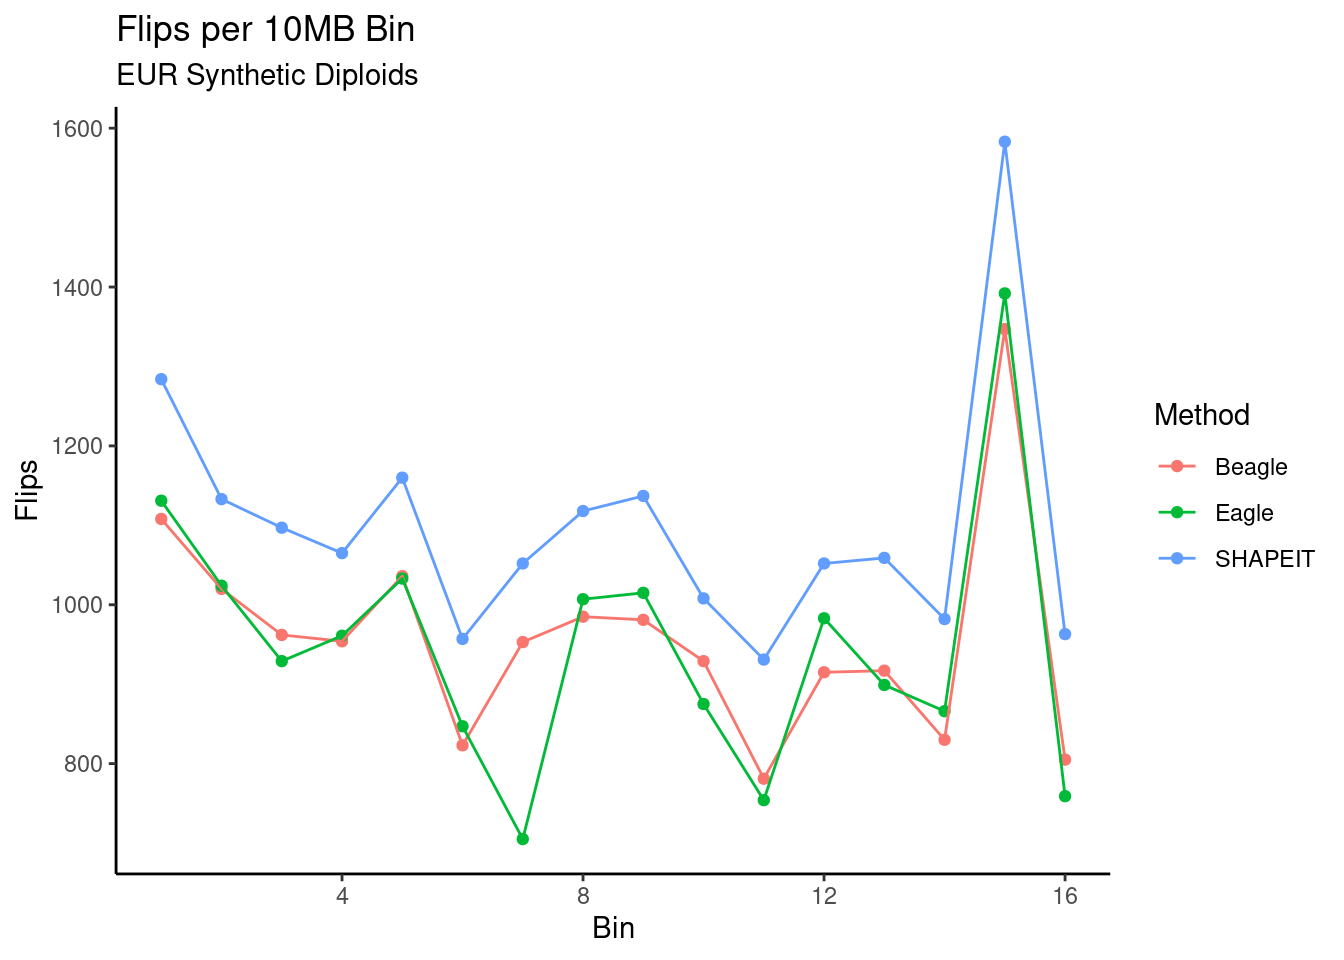 Flips per 10MB Bin
EUR Synthetic Diploids
1600
1400
1200
1000
800
Flips
4 8 12 16
Bin
Method
Beagle
Eagle
SHAPEIT